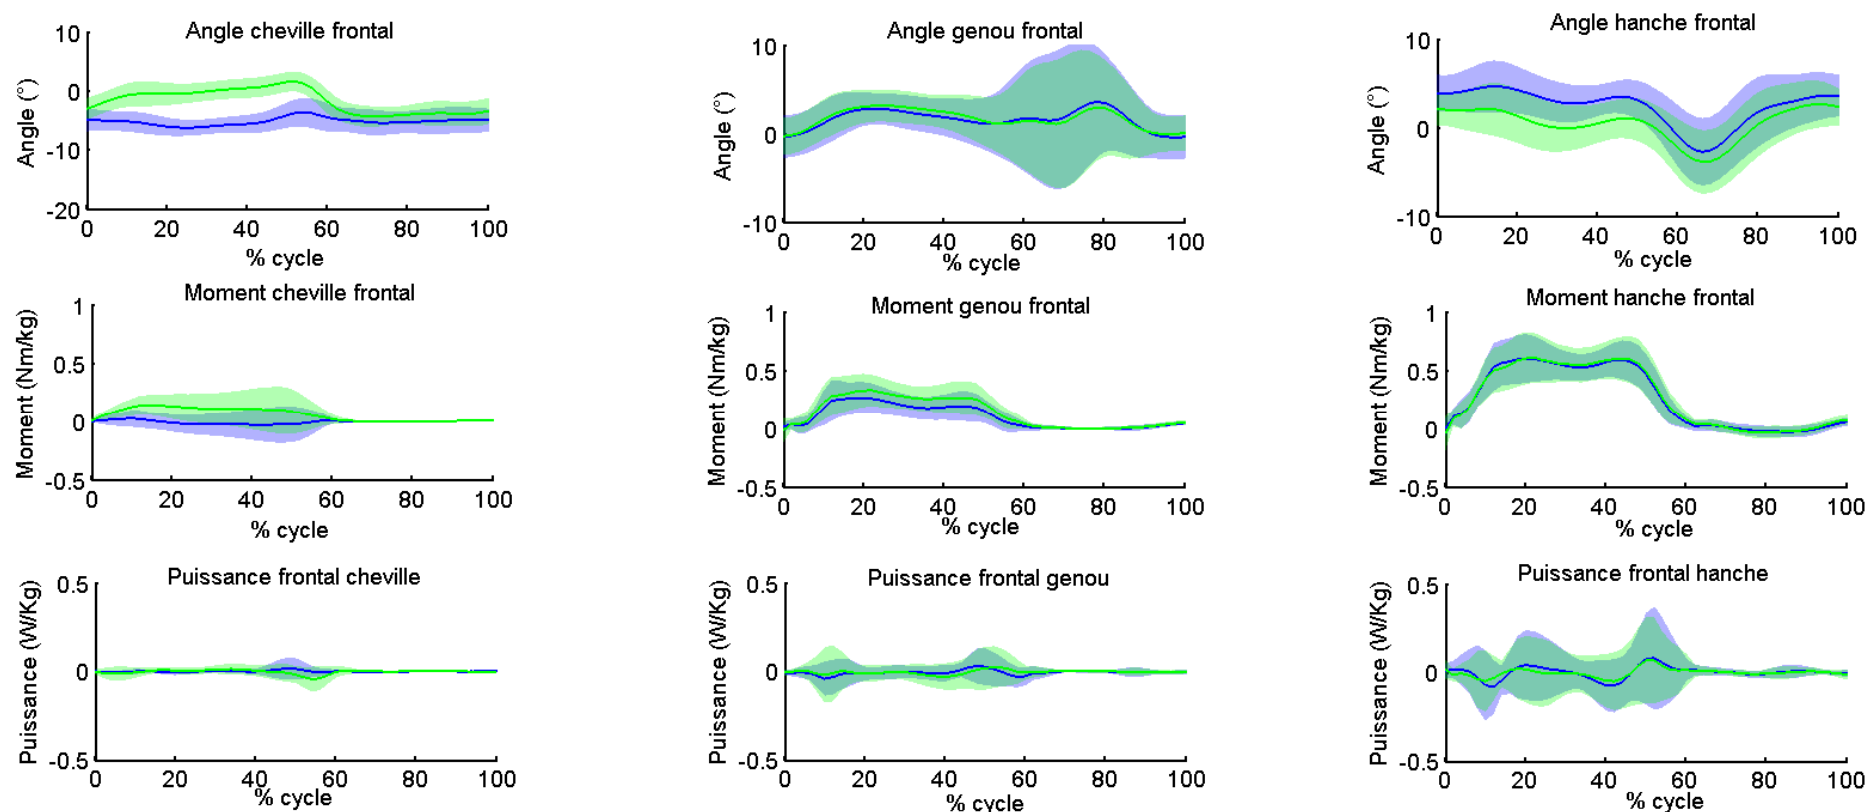 Angle cheville frontal
10
0
-10
-20
Angle (°)
0 20 40 60 80 100
% cycle
Angle genou frontal
10
0
-10
Angle (°)
0 20 40 60 80 100
% cycle
Angle hanche frontal
10
0
-10
Angle (°)
0 20 40 60 80 100
% cycle
Moment cheville frontal
1
0.5
0
-0.5
Moment (Nm/kg)
0 20 40 60 80 100
% cycle
Moment genou frontal
1
0.5
0
-0.5
Moment (Nm/kg)
0 20 40 60 80 100
% cycle
Moment hanche frontal
1
0.5
0
-0.5
Moment (Nm/kg)
0 20 40 60 80 100
% cycle
Puissance frontal cheville
0.5
0
-0.5
Puissance (W/Kg)
0 20 40 60 80 100
% cycle
Puissance frontal genou
0.5
0
-0.5
Puissance (W/Kg)
0 20 40 60 80 100
% cycle
Puissance frontal hanche
0.5
0
-0.5
Puissance (W/Kg)
0 20 40 60 80 100
% cycle